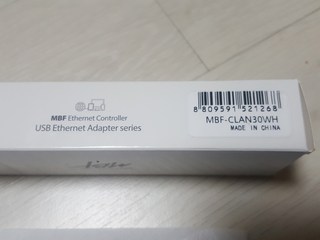 MBF Ethernet Controller
USB Ethernet Adapter series
8 809591 521268
MBF-CLAN30WH
MADE IN CHINA